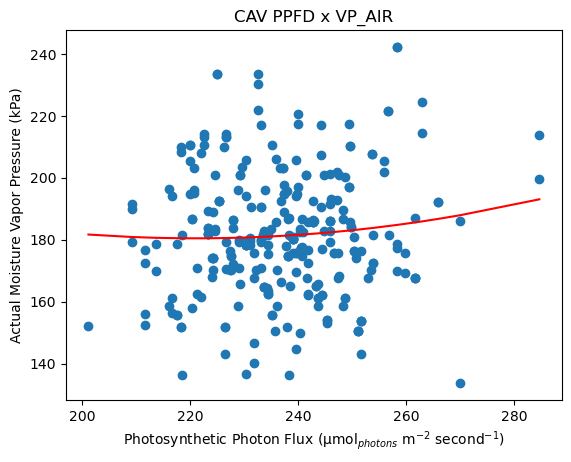 CAV PPFD x VP_AIR
Actual Moisture Vapor Pressure (kPa)
240
220
200
180
160
140
200 220 240 260 280
Photosynthetic Photon Flux (μmol$_{photons}$ m$^{-2}$ second$^{-1}$)